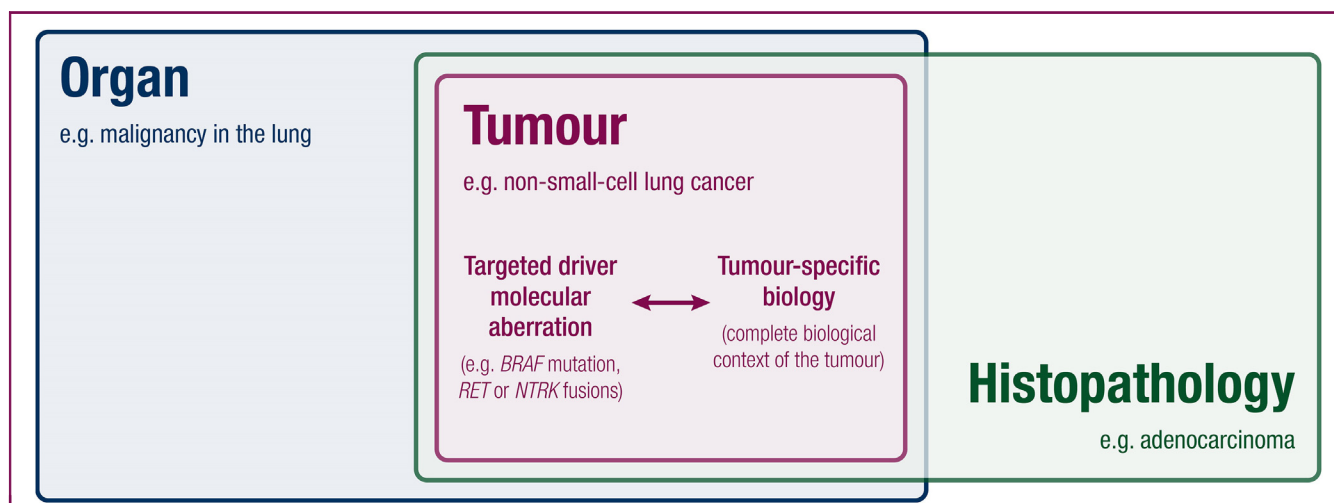 Organ
e.g. malignancy in the lung
Tumour
e.g. non-small-cell lung cancer
Targeted driver
molecular
aberration
(e.g. BRAF mutation,
RET or NTRK fusions)
Tumour-specific
biology
(complete biological
context of the tumour)
Histopathology
e.g. adenocarcinoma